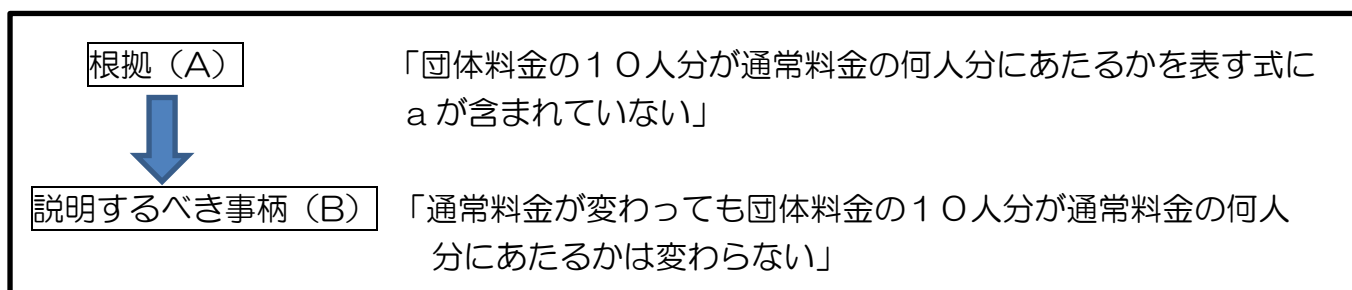 根拠（A）　「団体料金の１０人分が通常料金の何人分にあたるかを表す式に
ａが含まれていない」
説明するべき事柄（B）　「通常料金が変わっても団体料金の１０人分が通常料金の何人
分にあたるかは変わらない」